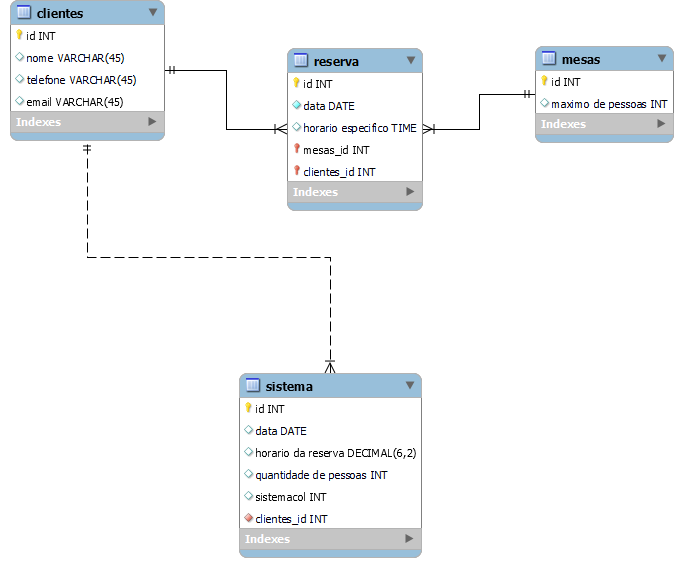 clientes
id INT
nome VARCHAR(45)
telefone VARCHAR(45)
email VARCHAR(45)
Indexes
reserva
id INT
data DATE
horario especifico TIME
mesas_id INT
clientes_id INT
Indexes
mesas
id INT
maximo de pessoas INT
Indexes
sistema
id INT
data DATE
horario da reserva DECIMAL(6,2)
quantidade de pessoas INT
sistemacol INT
clientes_id INT
Indexes